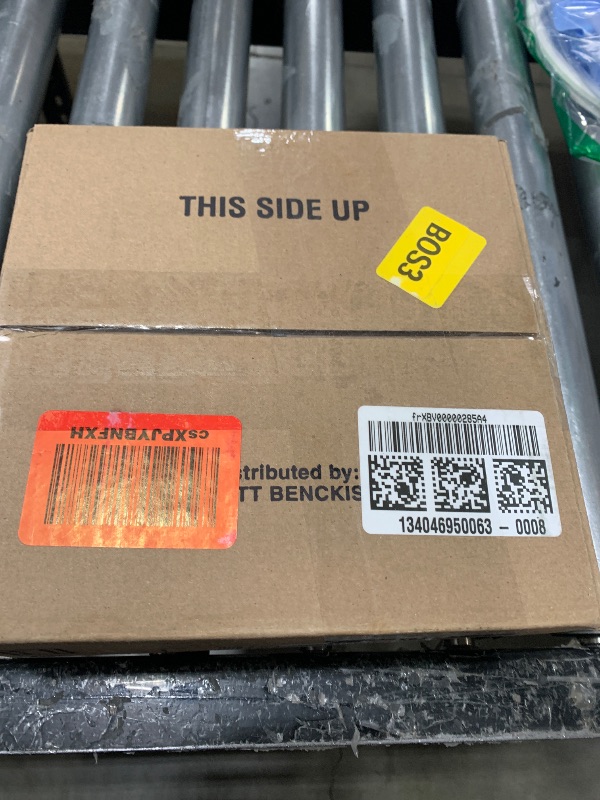 THIS SIDE UP
BOS3
csXPJYBNFXH
frXBV00000285A4
134046950063 - 0008
stributed by:
TT BENCKIS